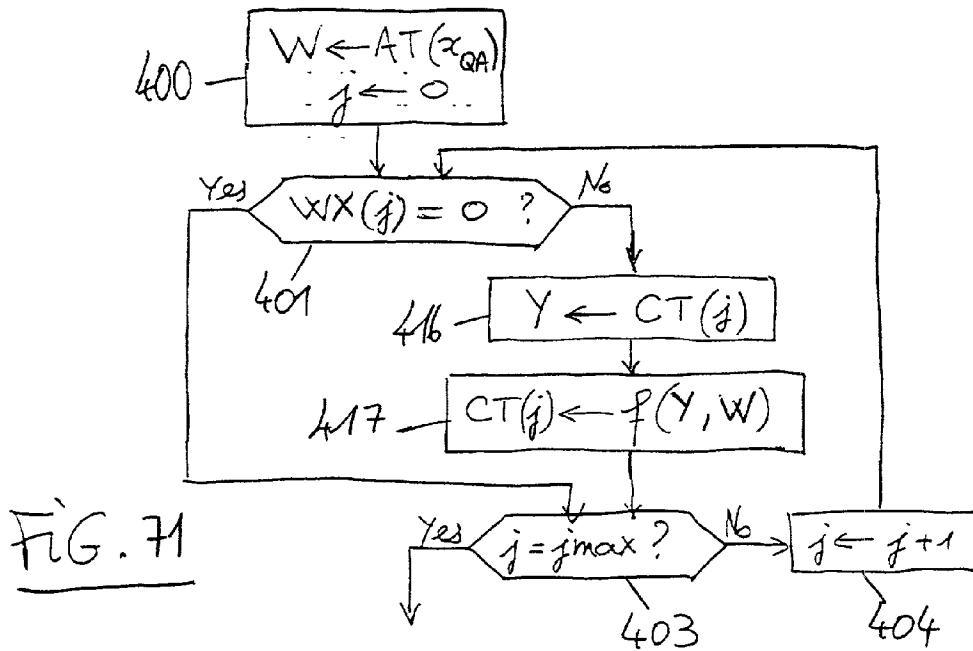 W ← AT(x_QA)
j ← 0
400
Yes
WX(j) = 0 ?
No
401
Y ← CT(j)
416
CT(j) ← f(Y, W)
417
Yes
j = jmax ?
No
j ← j+1
403
404
FIG. 71